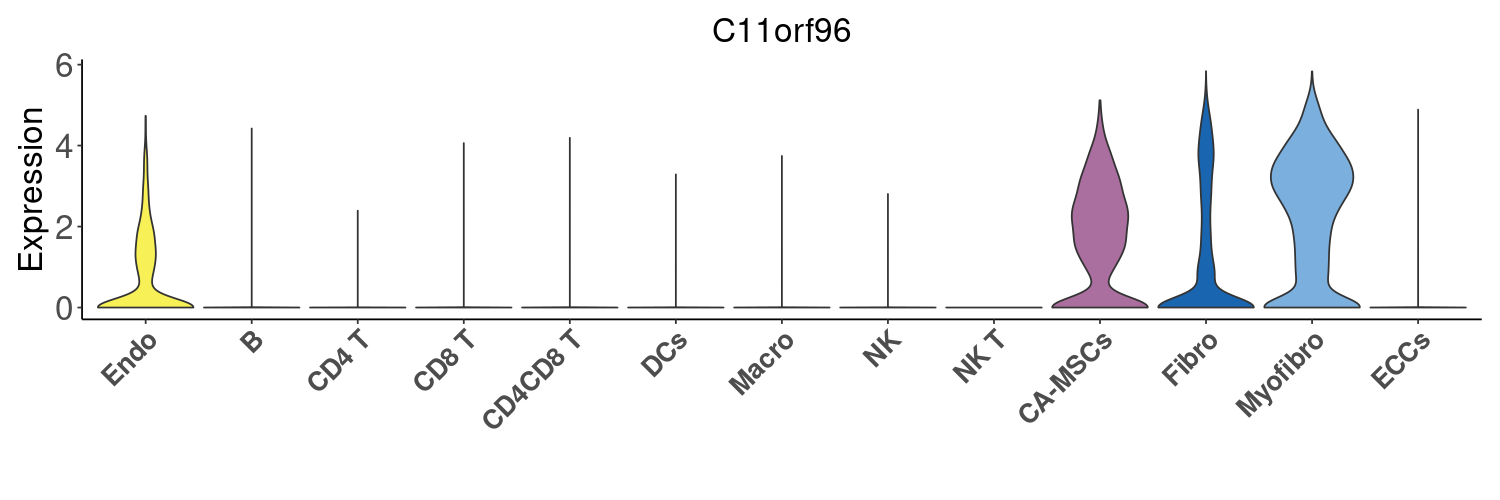 C11orf96
Expression
6
4
2
0
Endo
B
CD4 T
CD8 T
CD4CD8 T
DCs
Macro
NK
NK T
CA-MSCs
Fibro
Myofibro
ECCs